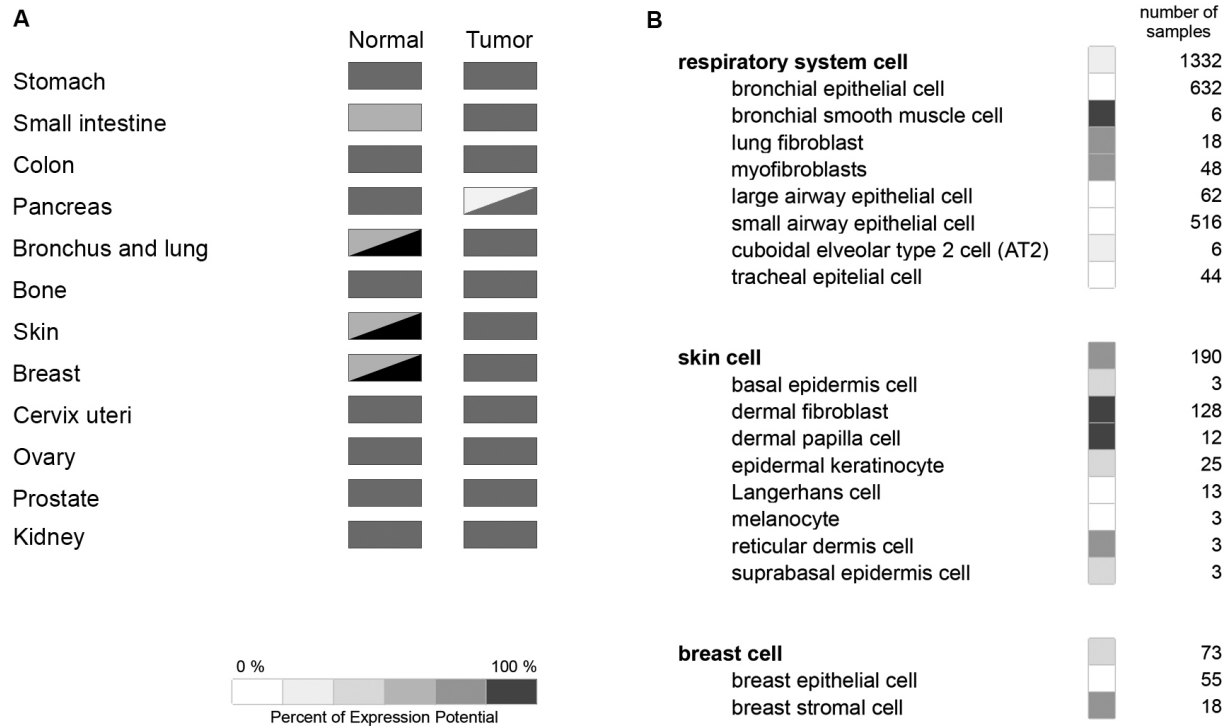 A
Normal Tumor
Stomach
Small intestine
Colon
Pancreas
Bronchus and lung
Bone
Skin
Breast
Cervix uteri
Ovary
Prostate
Kidney
0 % 100 %
Percent of Expression Potential
B
number of
samples
respiratory system cell 1332
bronchial epithelial cell 632
bronchial smooth muscle cell 6
lung fibroblast 18
myofibroblasts 48
large airway epithelial cell 62
small airway epithelial cell 516
cuboidal elveolar type 2 cell (AT2) 6
tracheal epitelial cell 44
skin cell 190
basal epidermis cell 3
dermal fibroblast 128
dermal papilla cell 12
epidermal keratinocyte 25
Langerhans cell 13
melanocyte 3
reticular dermis cell 3
suprabasal epidermis cell 3
breast cell 73
breast epithelial cell 55
breast stromal cell 18